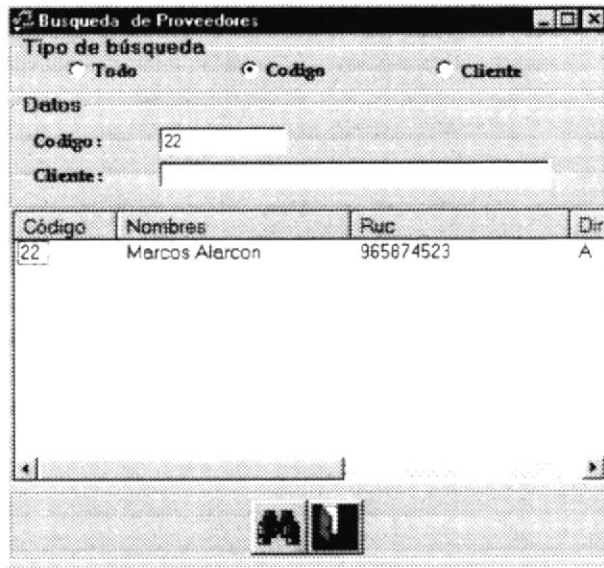 Busqueda de Proveedores
Tipo de búsqueda
Todo Codigo Cliente
Datos
Codigo : 22
Cliente :
Código Nombres Ruc Dir
22 Marcos Alarcon 965874523 A